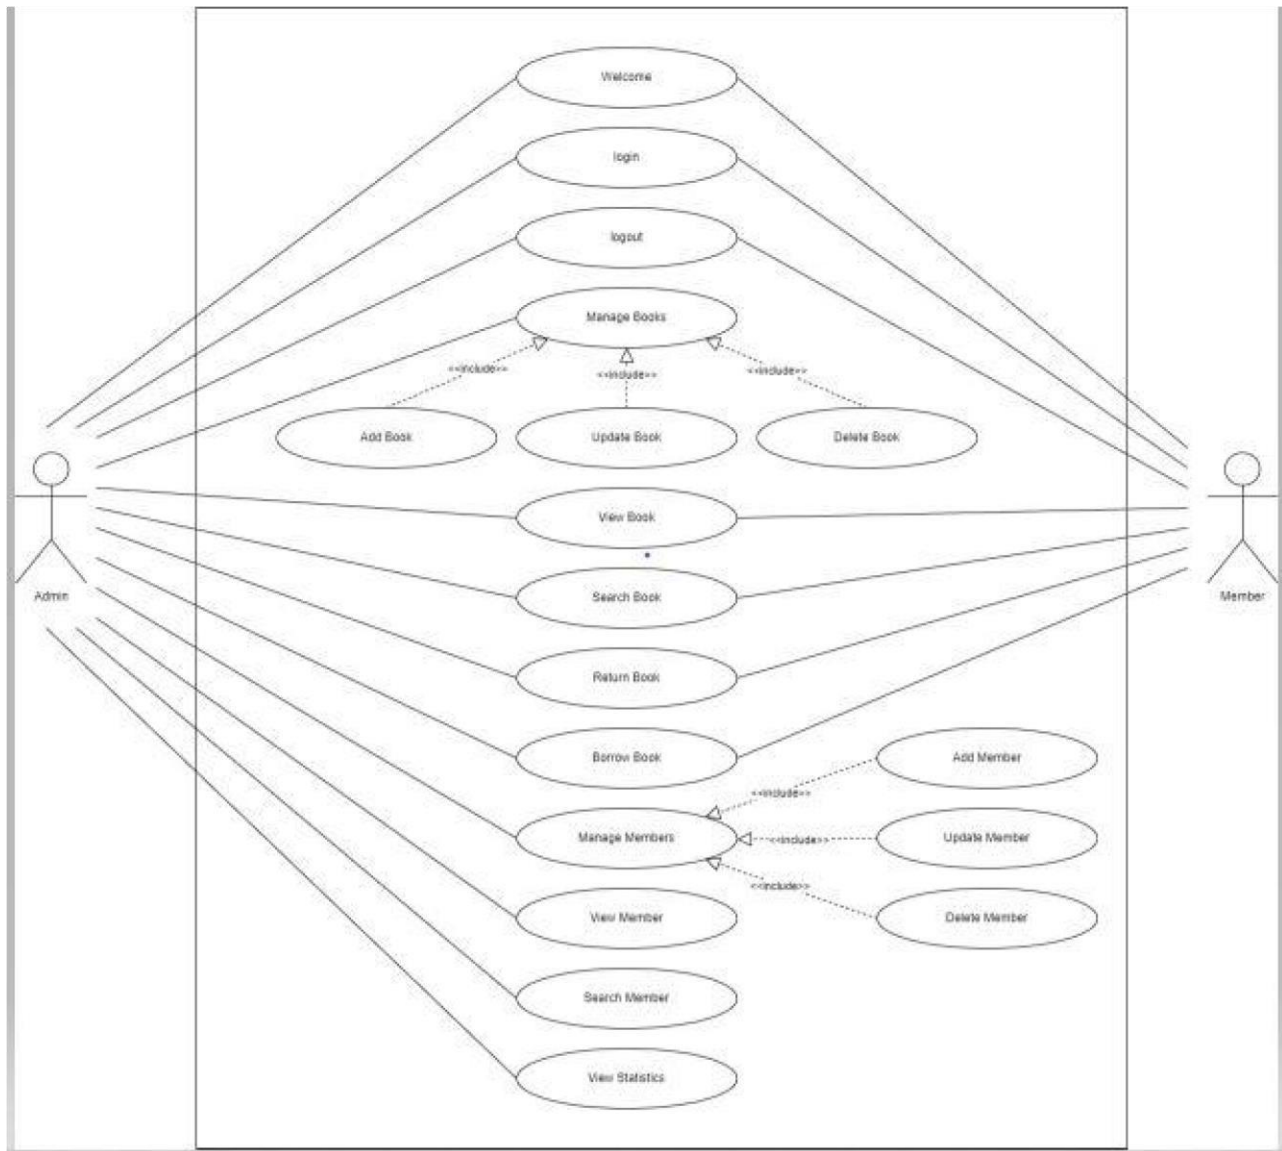 Welcome
login
logout
Manage Books
<<include>>
<<include>>
<<include>>
Add Book
Update Book
Delete Book
View Book
Search Book
Admin
Member
Return Book
Borrow Book
Add Member
<<include>>
Manage Members
<<include>>
Update Member
<<include>>
View Member
Delete Member
Search Member
View Statistics